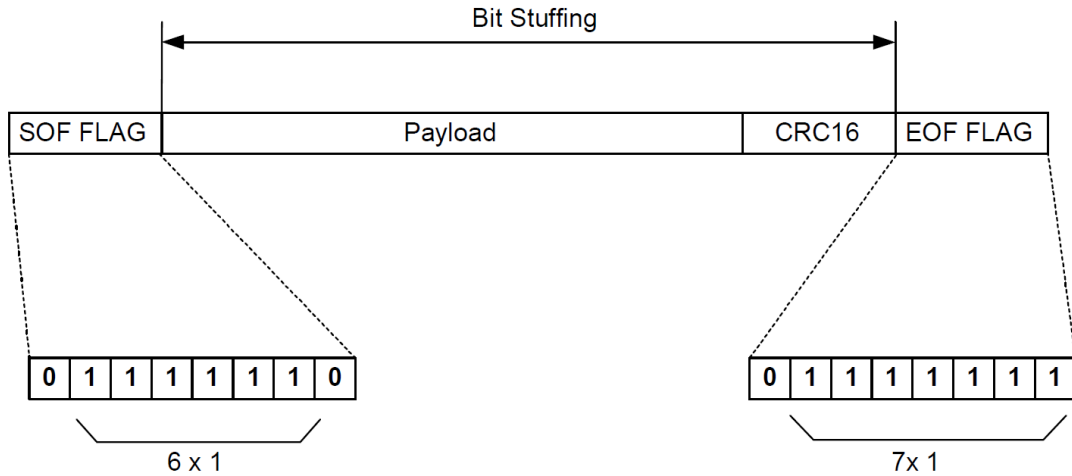 Bit Stuffing
SOF FLAG Payload CRC16 EOF FLAG
0 1 1 1 1 1 1 0 0 1 1 1 1 1 1 1
6 x 1 7x 1